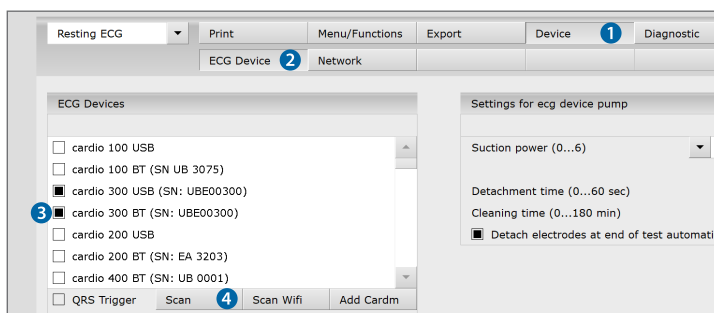 Resting ECG Print Menu/Functions Export Device 1 Diagnostic
ECG Device 2 Network
ECG Devices
cardio 100 USB
cardio 100 BT (SN UB 3075)
cardio 300 USB (SN: UBE00300)
3 cardio 300 BT (SN: UBE00300)
cardio 200 USB
cardio 200 BT (SN: EA 3203)
cardio 400 BT (SN: UB 0001)
QRS Trigger Scan 4 Scan Wifi Add Cardm
Settings for ecg device pump
Suction power (0...6)
Detachment time (0...60 sec)
Cleaning time (0...180 min)
Detach electrodes at end of test automati